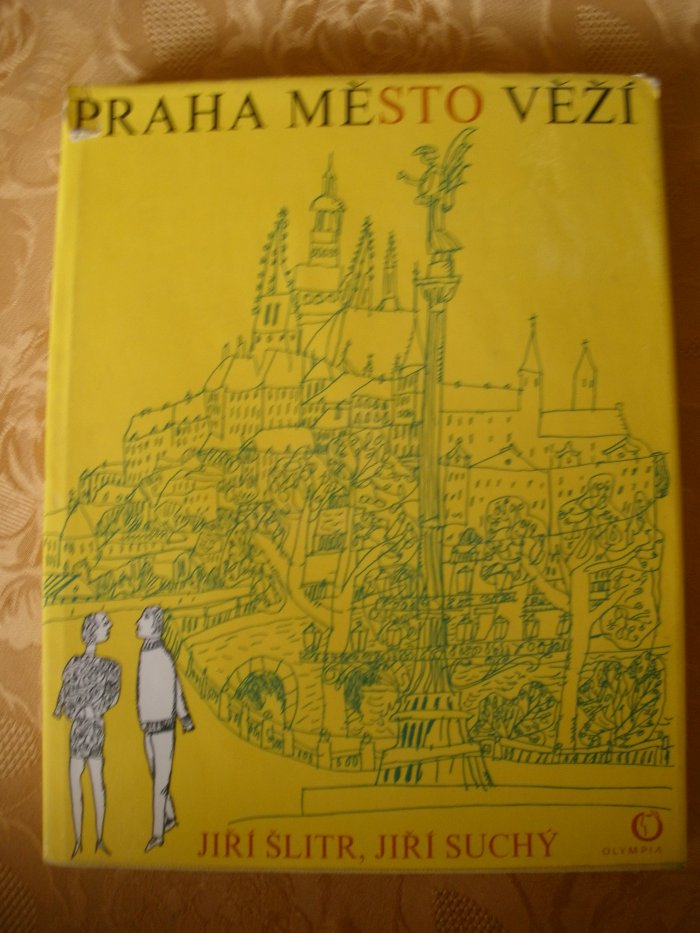 PRAHA MĚSTO VĚŽÍ
JIŘÍ ŠLITR, JIŘÍ SUCHÝ
OLYMPIA